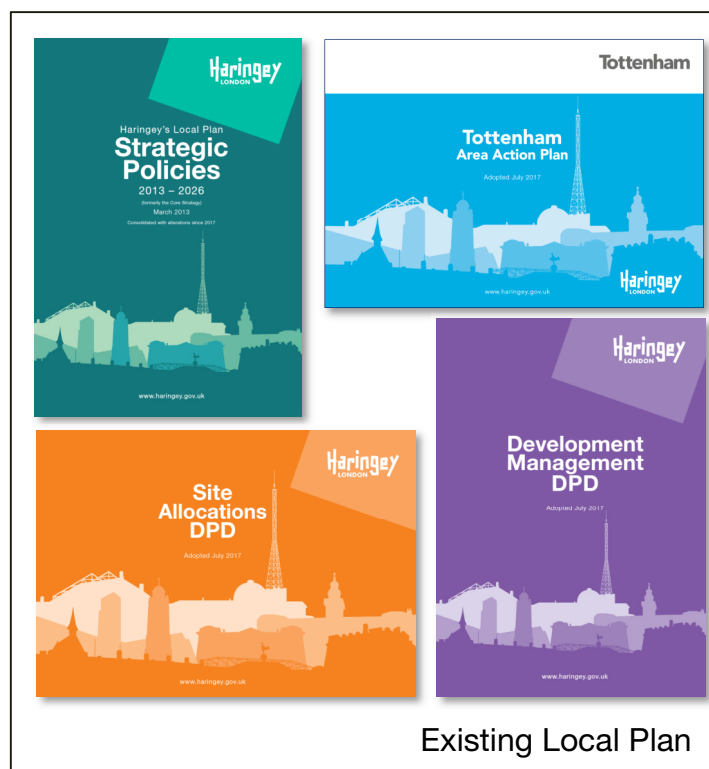 Haringey
LONDON
Haringey's Local Plan
Strategic
Policies
2013 – 2026
(formerly the Core Strategy)
March 2013
Consolidated with alterations since 2017
www.haringey.gov.uk
Tottenham
Tottenham
Area Action Plan
Adopted July 2017
www.haringey.gov.uk
Haringey
LONDON
Haringey
LONDON
Site
Allocations
DPD
Adopted July 2017
www.haringey.gov.uk
Haringey
LONDON
Development
Management
DPD
Adopted July 2017
www.haringey.gov.uk
Existing Local Plan